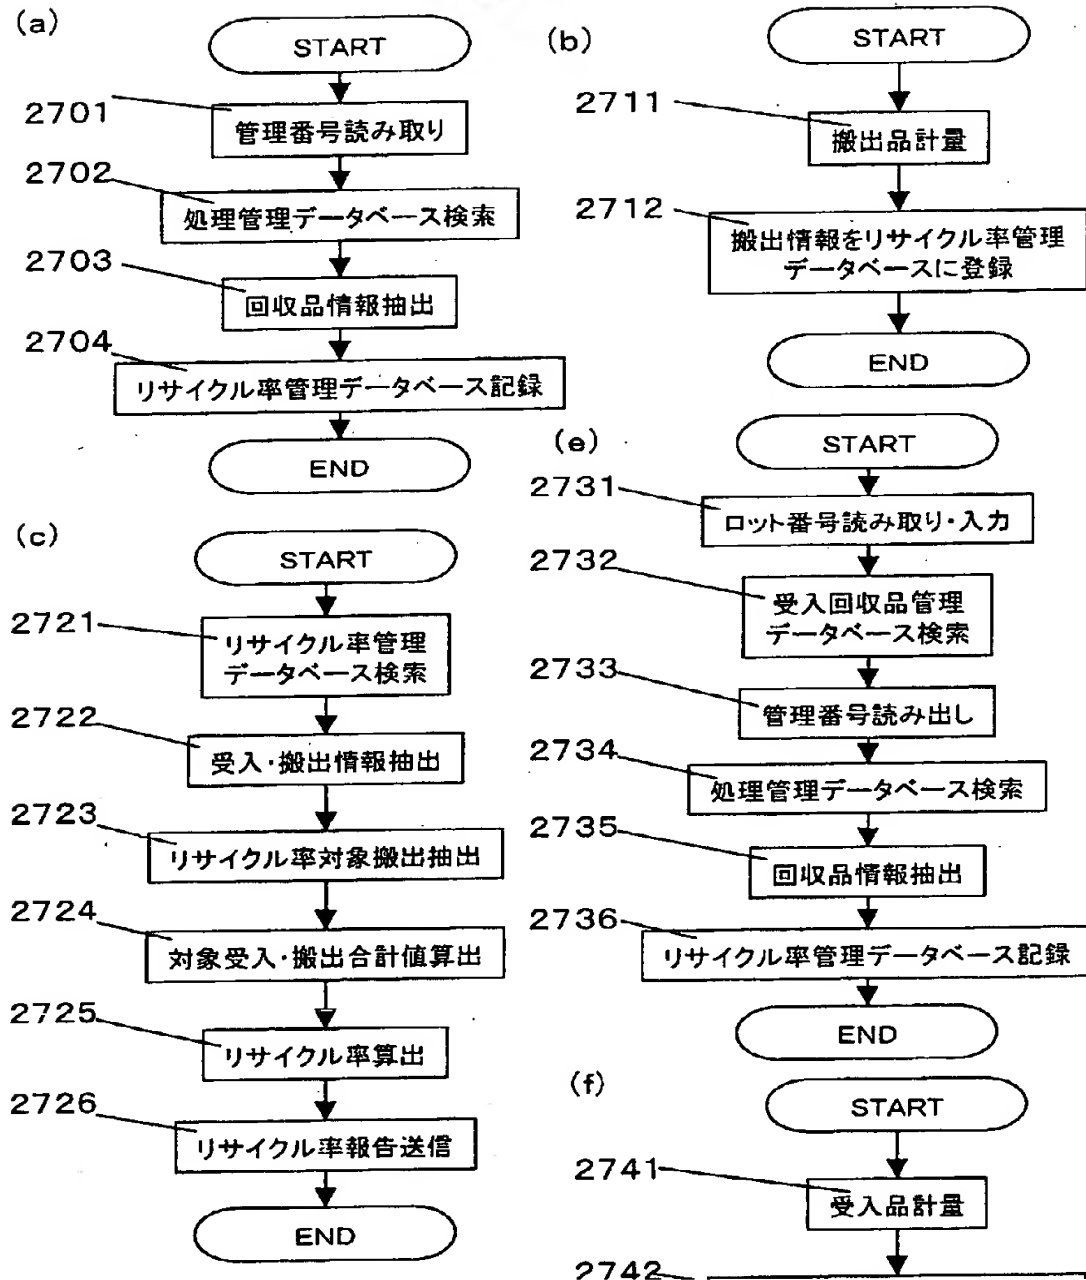 (a)
START
2701
管理番号読み取り
2702
処理管理データベース検索
2703
回収品情報抽出
2704
リサイクル率管理データベース記録
END
(b)
START
2711
搬出品計量
2712
搬出情報をリサイクル率管理
データベースに登録
END
(c)
START
2721
リサイクル率管理
データベース検索
2722
受入・搬出情報抽出
2723
リサイクル率対象搬出抽出
2724
対象受入・搬出合計値算出
2725
リサイクル率算出
2726
リサイクル率報告送信
END
(e)
START
2731
ロット番号読み取り・入力
2732
受入回収品管理
データベース検索
2733
管理番号読み出し
2734
処理管理データベース検索
2735
回収品情報抽出
2736
リサイクル率管理データベース記録
END
(f)
START
2741
受入品計量
2742